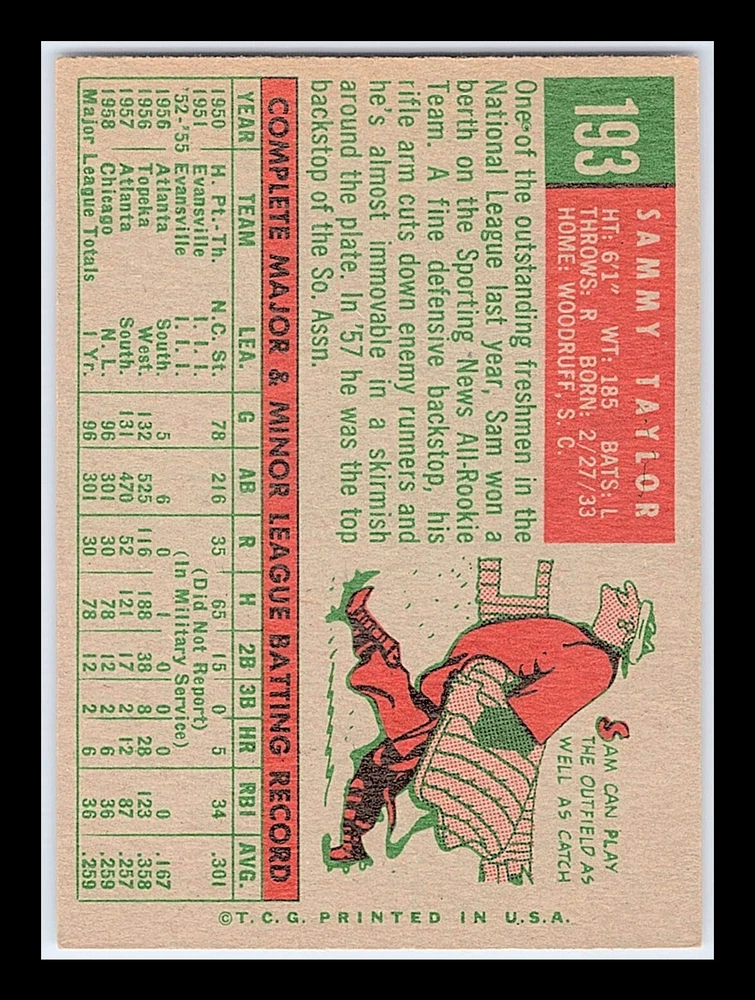 193
SAMMY TAYLOR
HT: 6'1" WT: 185 BATS: L
THROWS: R BORN: 2/27/33
HOME: WOODRUFF, S. C.
One of the outstanding freshmen in the
National League last year, Sam won a
berth on the Sporting News All-Rookie
Team. A fine defensive backstop, his
rifle arm cuts down enemy runners and
he's almost immovable in a skirmish
around the plate. In '57 he was the top
backstop of the So. Assn.
SAM CAN PLAY
THE OUTFIELD AS
WELL AS CATCH
COMPLETE MAJOR & MINOR LEAGUE BATTING RECORD
YEAR TEAM LEA. G AB R H 2B 3B HR RBI AVG.
1950 H. Pt.-Th. N. C. St. 78 216 35 65 15 0 5 34 .301
1951 Evansville I. I. I. (Did Not Report)
'52-'55 Evansville I. I. I. (In Military Service)
1956 Atlanta South. 5 6 0 1 0 0 0 0 .167
1956 Topeka West. 132 525 116 188 38 8 28 123 .358
1957 Atlanta South. 131 470 52 121 17 2 12 87 .257
1958 Chicago N. L. 96 301 30 78 12 2 6 36 .259
Major League Totals 1 Yr. 96 301 30 78 12 2 6 36 .259
©T.C.G. PRINTED IN U.S.A.